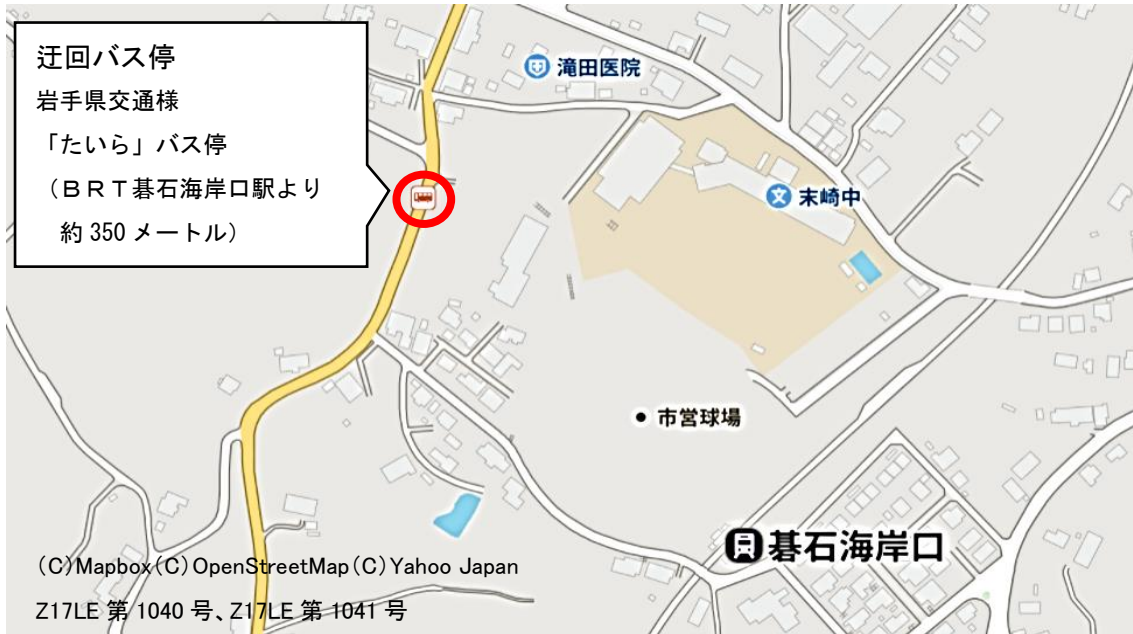 迂回バス停
岩手県交通様
「たいら」バス停
（ＢＲＴ碁石海岸口駅より
約 350 メートル）
滝田医院
末崎中
市営球場
碁石海岸口
(C)Mapbox(C)OpenStreetMap(C)Yahoo Japan
Z17LE 第 1040 号、Z17LE 第 1041 号